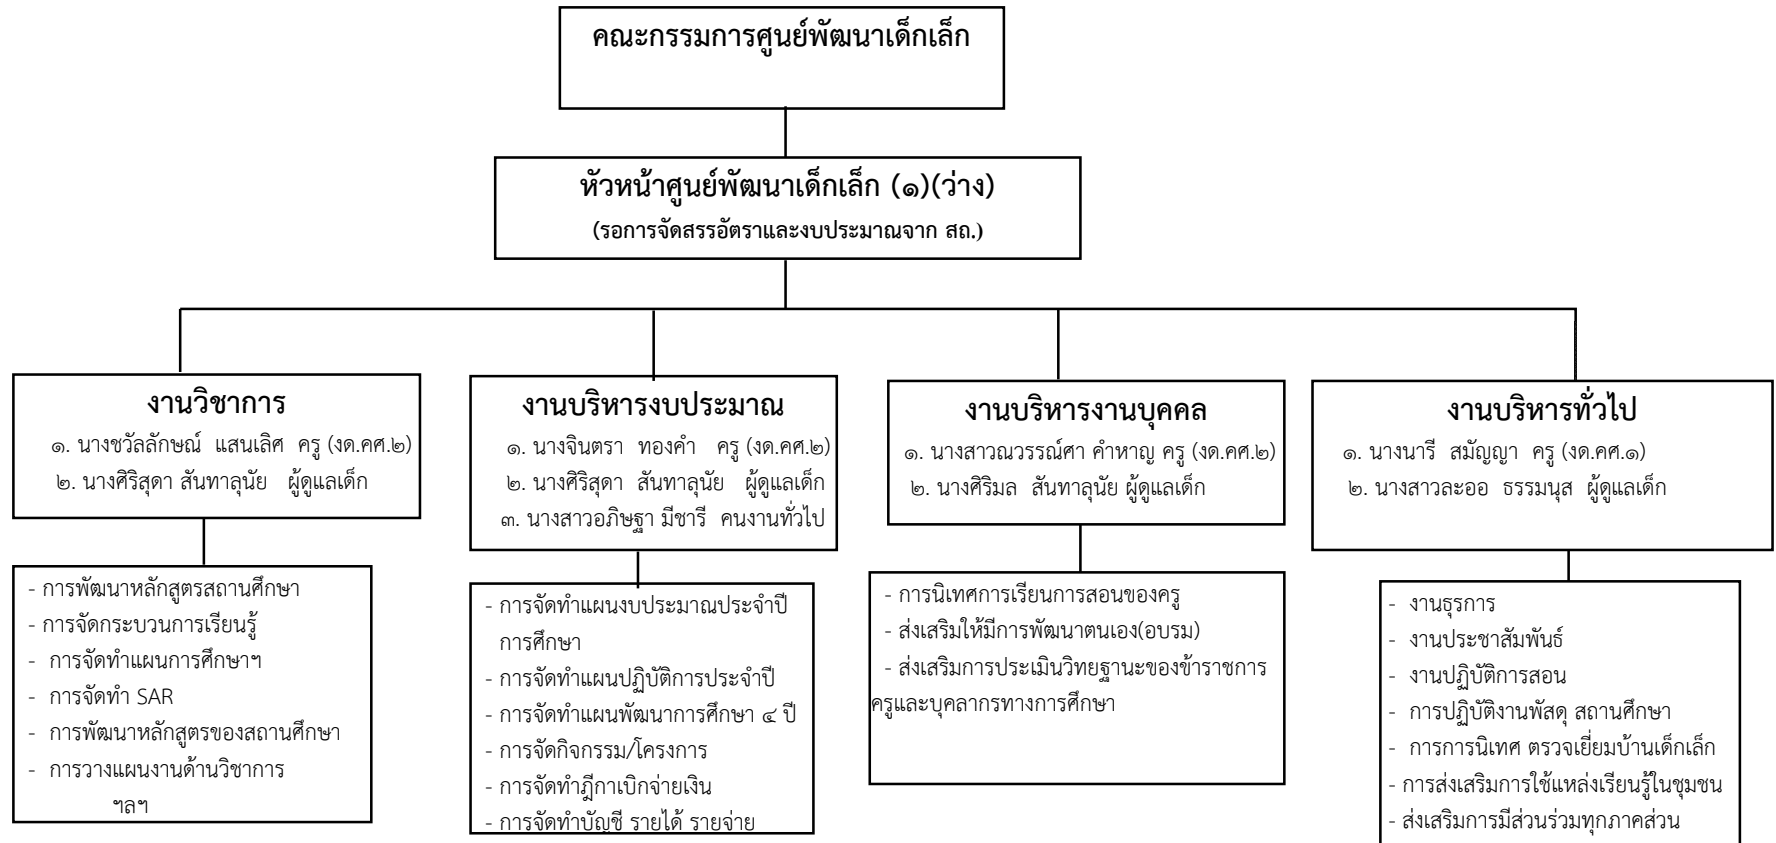 คณะกรรมการศูนย์พัฒนาเด็กเล็ก
หัวหน้าศูนย์พัฒนาเด็กเล็ก (๑)(ว่าง)
(รอการจัดสรรอัตราและงบประมาณจาก สถ.)
งานวิชาการ
๑. นางชวัลลักษณ์ แสนเลิศ ครู (งด.คศ.๒)
๒. นางศิริสุดา สันทาลุนัย ผู้ดูแลเด็ก
- การพัฒนาหลักสูตรสถานศึกษา
- การจัดกระบวนการเรียนรู้
- การจัดทำแผนการศึกษาฯ
- การจัดทำ SAR
- การพัฒนาหลักสูตรของสถานศึกษา
- การวางแผนงานด้านวิชาการ
ฯลฯ
งานบริหารงบประมาณ
๑. นางจินตรา ทองคำ ครู (งด.คศ.๒)
๒. นางศิริสุดา สันทาลุนัย ผู้ดูแลเด็ก
๓. นางสาวอภิษฐา มีชารี คนงานทั่วไป
- การจัดทำแผนงบประมาณประจำปี
การศึกษา
- การจัดทำแผนปฏิบัติการประจำปี
- การจัดทำแผนพัฒนาการศึกษา ๔ ปี
- การจัดกิจกรรม/โครงการ
- การจัดทำฎีกาเบิกจ่ายเงิน
- การจัดทำบัญชี รายได้ รายจ่าย
งานบริหารงานบุคคล
๑. นางสาวณวรรณ์ศา คำหาญ ครู (งด.คศ.๒)
๒. นางศิริมล สันทาลุนัย ผู้ดูแลเด็ก
- การนิเทศการเรียนการสอนของครู
- ส่งเสริมให้มีการพัฒนาตนเอง(อบรม)
- ส่งเสริมการประเมินวิทยฐานะของข้าราชการ
ครูและบุคลากรทางการศึกษา
งานบริหารทั่วไป
๑. นางนารี สมัญญา ครู (งด.คศ.๑)
๒. นางสาวละออ ธรรมนุส ผู้ดูแลเด็ก
- งานธุรการ
- งานประชาสัมพันธ์
- งานปฏิบัติการสอน
- การปฏิบัติงานพัสดุ สถานศึกษา
- การการนิเทศ ตรวจเยี่ยมบ้านเด็กเล็ก
- การส่งเสริมการใช้แหล่งเรียนรู้ในชุมชน
- ส่งเสริมการมีส่วนร่วมทุกภาคส่วน